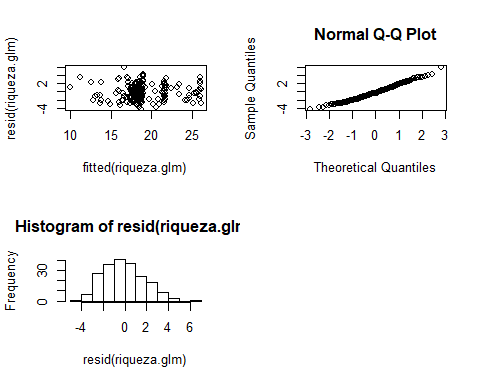 resid(riqueza.glm)
-4
2
10
15
20
25
fitted(riqueza.glm)
Normal Q-Q Plot
Sample Quantiles
-4
2
-3
-2
-1
0
1
2
3
Theoretical Quantiles
Histogram of resid(riqueza.glm
Frequency
0
30
-4
0
2
4
6
resid(riqueza.glm)